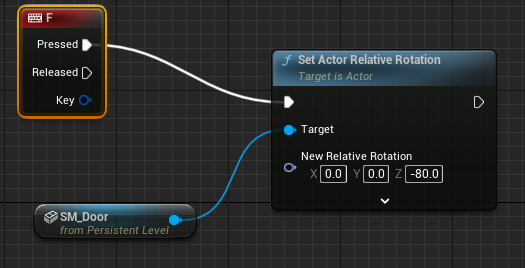 F
Pressed
Released
Key
Set Actor Relative Rotation
Target is Actor
Target
New Relative Rotation
X 0.0 Y 0.0 Z -80.0
SM_Door
from Persistent Level